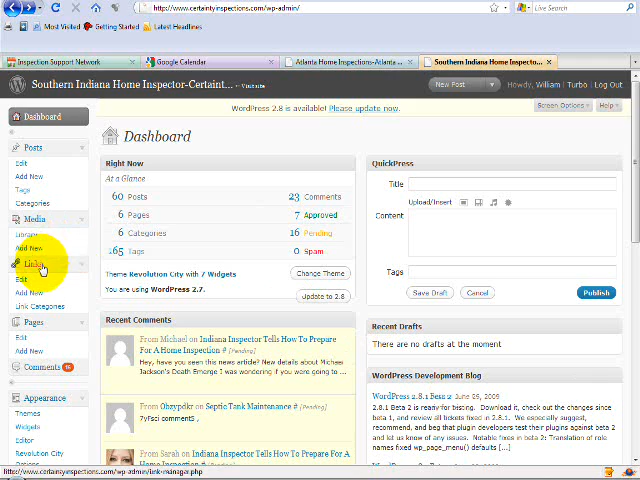 http://www.certaintyinspections.com/wp-admin/
Live Search
Most Visited Getting Started Latest Headlines
Inspection Support Network Google Calendar Atlanta Home Inspections-Atlanta ... Southern Indiana Home Inspecto...
Southern Indiana Home Inspector-Certaint... ← Visit site New Post Howdy, William | Turbo | Log Out
WordPress 2.8 is available! Please update now. Screen Options Help
Dashboard
Dashboard
Posts
Edit
Add New
Tags
Categories
Media
Library
Add New
Links
Edit
Add New
Link Categories
Pages
Edit
Add New
Comments 16
Appearance
Themes
Widgets
Editor
Revolution City
Options
Right Now
At a Glance
60 Posts 23 Comments
6 Pages 7 Approved
6 Categories 16 Pending
165 Tags 0 Spam
Theme Revolution City with 7 Widgets Change Theme
You are using WordPress 2.7. Update to 2.8
Recent Comments
From Michael on Indiana Inspector Tells How To Prepare
For A Home Inspection # [Pending]
Hey, have you seen this news article? New details about Michael
Jackson's Death Emerge I was wondering if you were going to ...
From Obzypdkr on Septic Tank Maintenance # [Pending]
7yFsci comment5 ,
From Sarah on Indiana Inspector Tells How To Prepare
For A Home Inspection # [Pending]
QuickPress
Title
Upload/Insert
Content
Tags
Save Draft Cancel Publish
Recent Drafts
There are no drafts at the moment
WordPress Development Blog
WordPress 2.8.1 Beta 2 June 29, 2009
2.8.1 Beta 2 is ready for testing. Download it, check out the changes since
beta 1, and review all tickets fixed in 2.8.1. We especially suggest,
recommend, and beg that plugin developers test their plugins against beta 2
and let us know of any issues. Notable fixes in beta 2: Translation of role
names fixed wp_page_menu() defaults [...]
http://www.certaintyinspections.com/wp-admin/link-manager.php